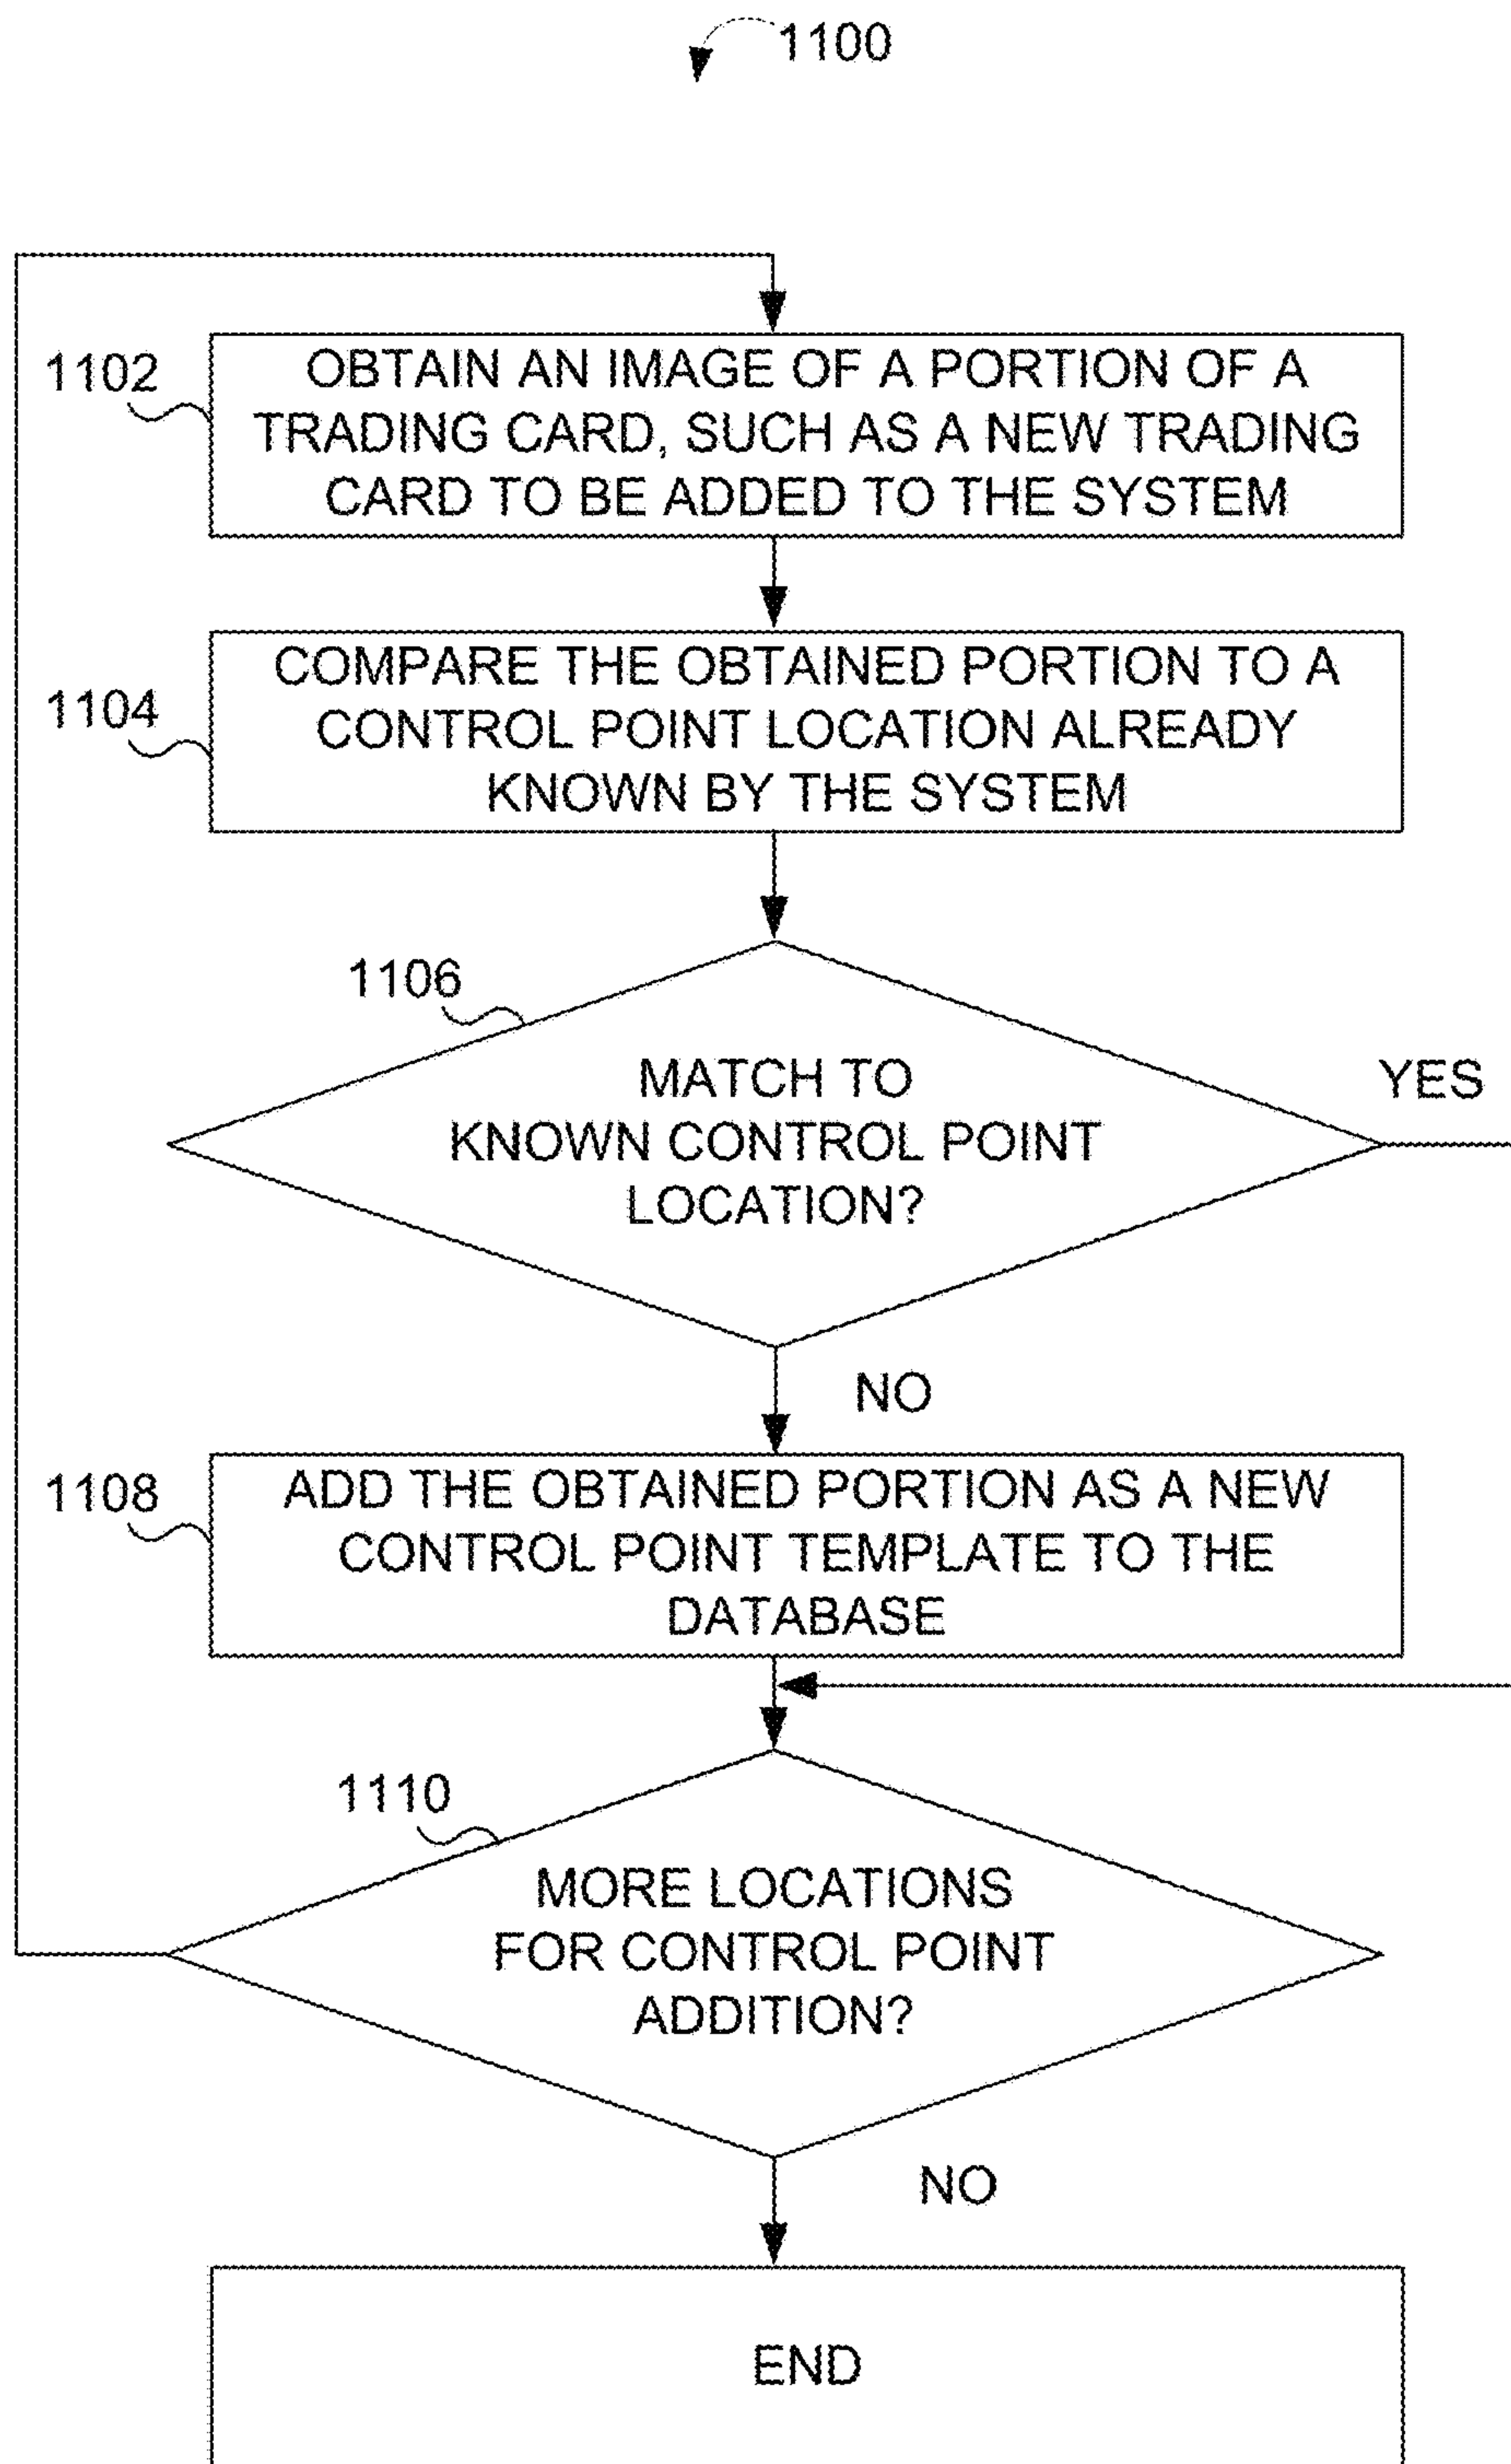 1100
1102
OBTAIN AN IMAGE OF A PORTION OF A
TRADING CARD, SUCH AS A NEW TRADING
CARD TO BE ADDED TO THE SYSTEM
1104
COMPARE THE OBTAINED PORTION TO A
CONTROL POINT LOCATION ALREADY
KNOWN BY THE SYSTEM
1106
MATCH TO
KNOWN CONTROL POINT
LOCATION?
YES
NO
1108
ADD THE OBTAINED PORTION AS A NEW
CONTROL POINT TEMPLATE TO THE
DATABASE
1110
MORE LOCATIONS
FOR CONTROL POINT
ADDITION?
NO
END